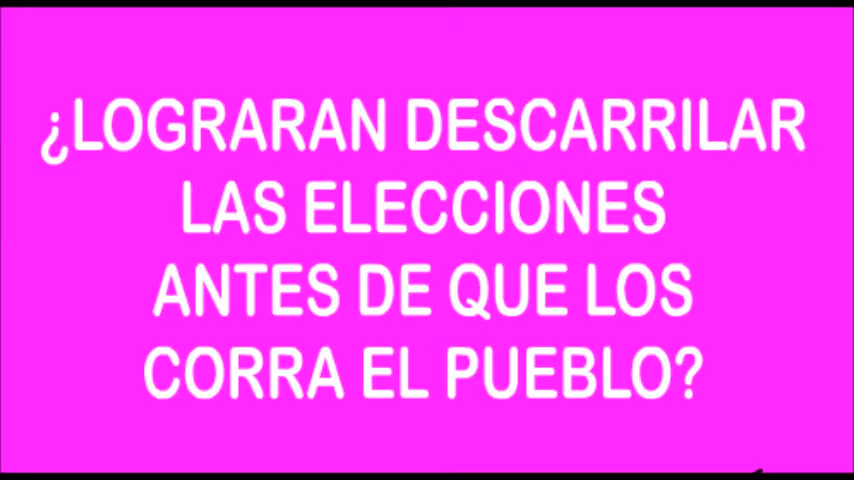 ¿LOGRARAN DESCARRILAR
LAS ELECCIONES
ANTES DE QUE LOS
CORRA EL PUEBLO?